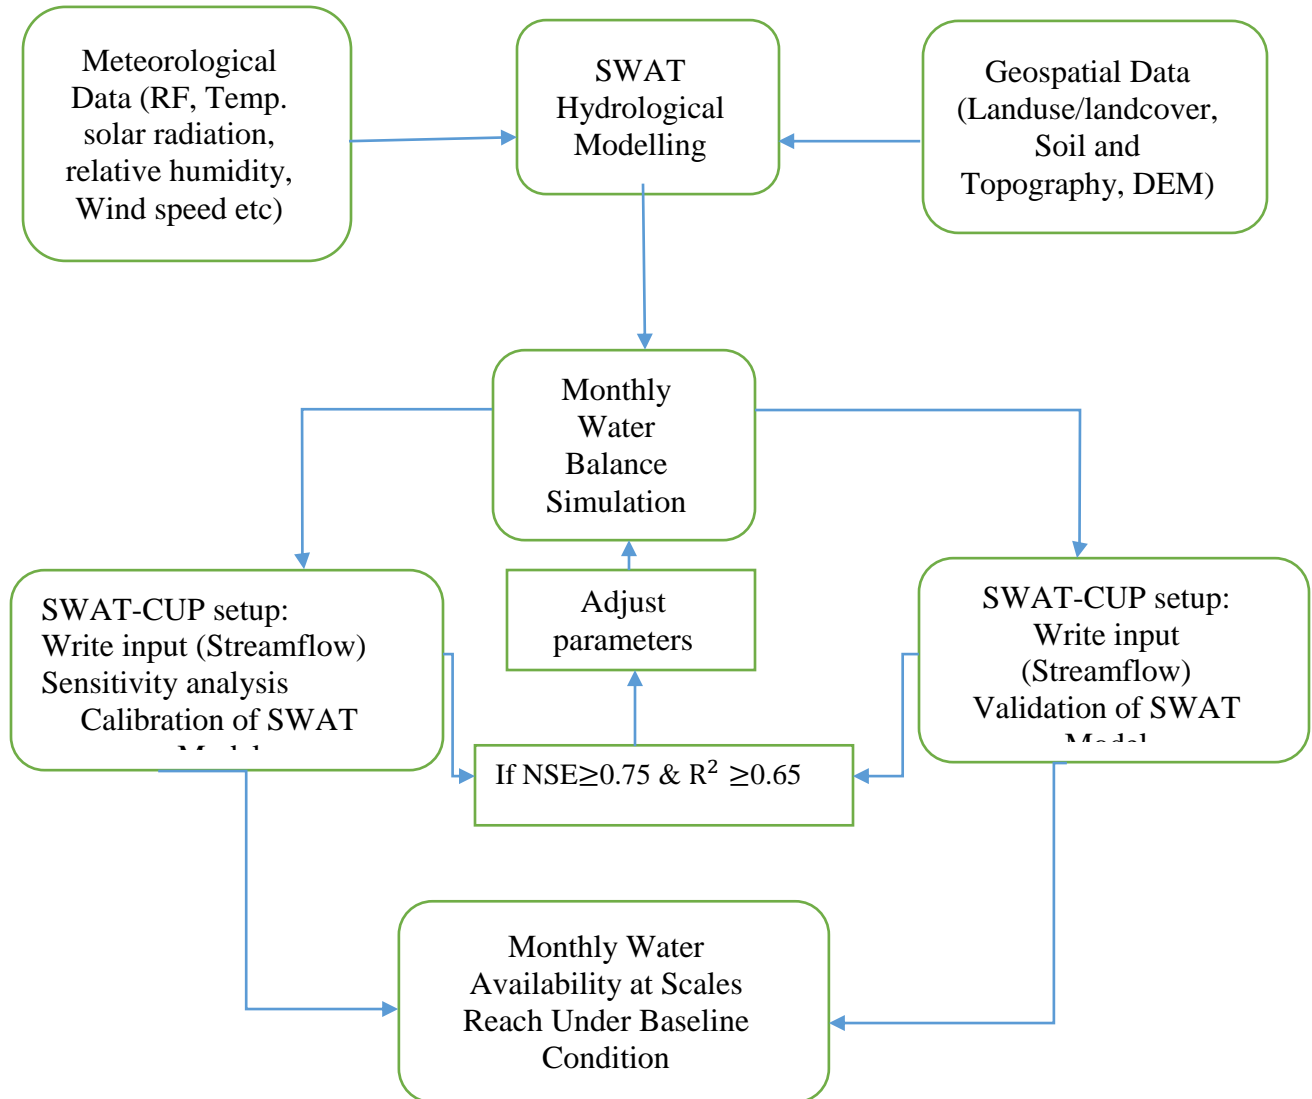 Meteorological
Data (RF, Temp.
solar radiation,
relative humidity,
Wind speed etc)
SWAT
Hydrological
Modelling
Geospatial Data
(Landuse/landcover,
Soil and
Topography, DEM)
Monthly
Water
Balance
Simulation
SWAT-CUP setup:
Write input (Streamflow)
Sensitivity analysis
Calibration of SWAT
Adjust
parameters
SWAT-CUP setup:
Write input
(Streamflow)
Validation of SWAT
Model
If NSE≥0.75 & R² ≥0.65
Monthly Water
Availability at Scales
Reach Under Baseline
Condition